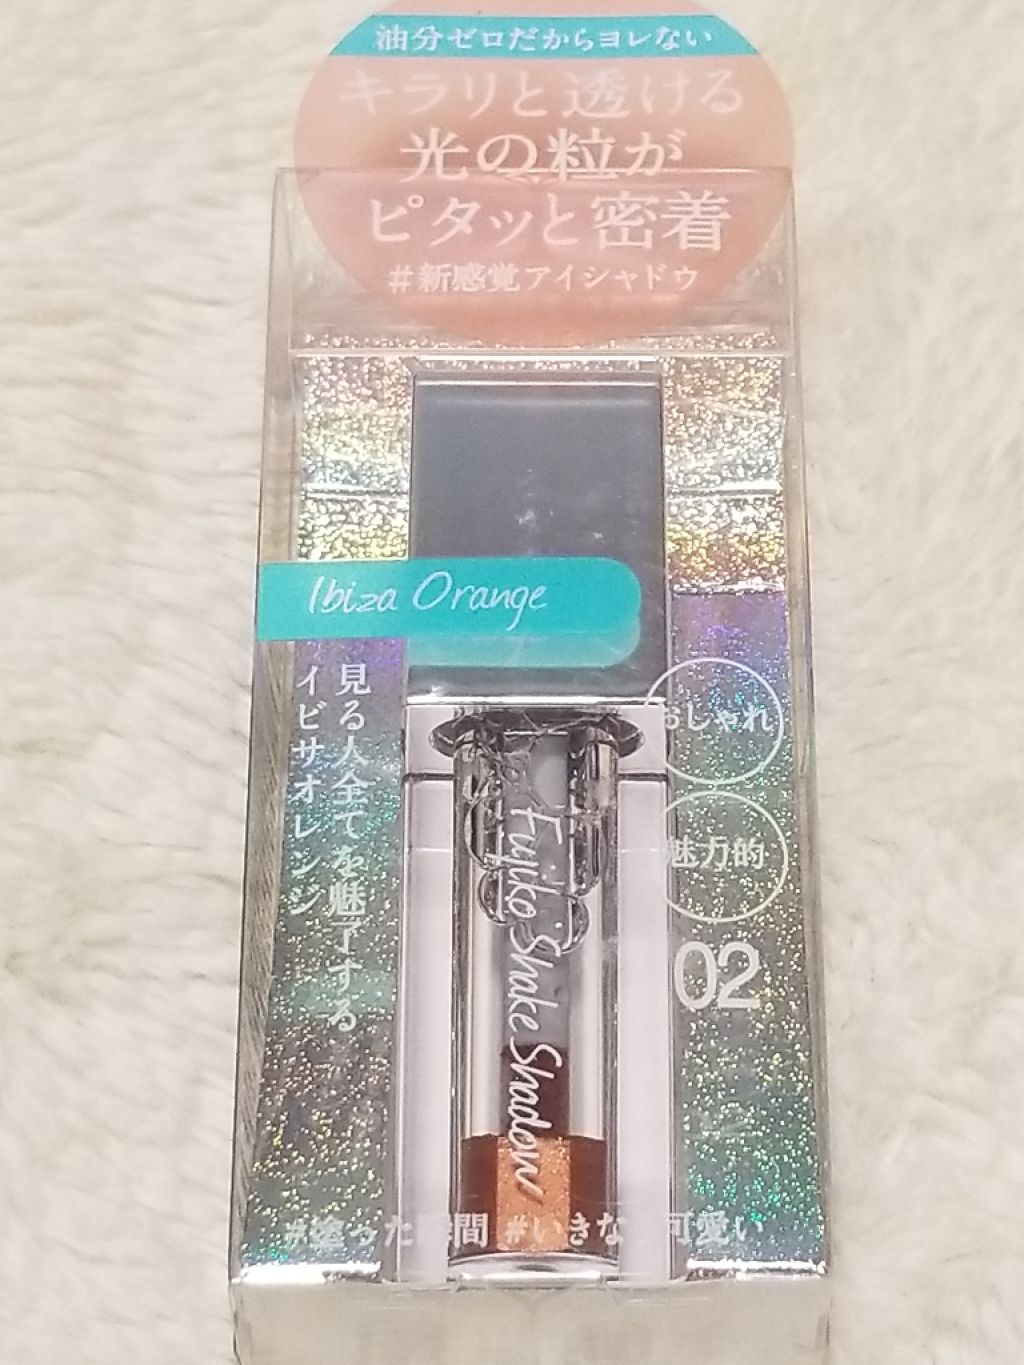 油分ゼロだからヨレない
キラリと透ける
光の粒が
ピタッと密着
#新感覚アイシャドウ
Ibiza Orange
見る人全てを魅了する
イビサオレンジ
おしゃれ
魅力的
02
Fujiko Shake Shadow
#塗った瞬間 #いきなり可愛い